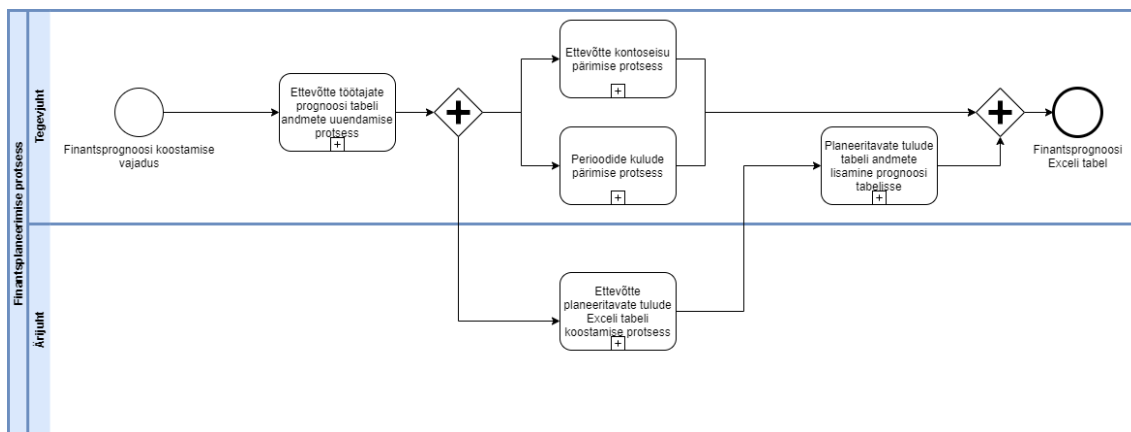 Finantsplaneerimise protsess
Tegevjuht
Finantsprognoosi koostamise
vajadus
Ettevõtte töötajate
prognoosi tabeli
andmete uuendamise
protsess
Ettevõtte kontoseisu
pärimise protsess
Perioodide kulude
pärimise protsess
Planeeritavate tulude
tabeli andmete
lisamine prognoosi
tabelisse
Finantsprognoosi
Exceli tabel
Ärijuht
Ettevõtte
planeeritavate tulude
Exceli tabeli
koostamise protsess